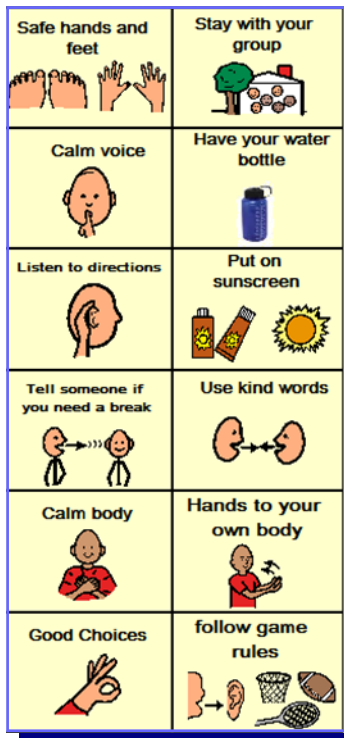 Safe hands and
feet
Stay with your
group
Calm voice
Have your water
bottle
Listen to directions
Put on
sunscreen
Tell someone if
you need a break
Use kind words
Calm body
Hands to your
own body
Good Choices
follow game
rules